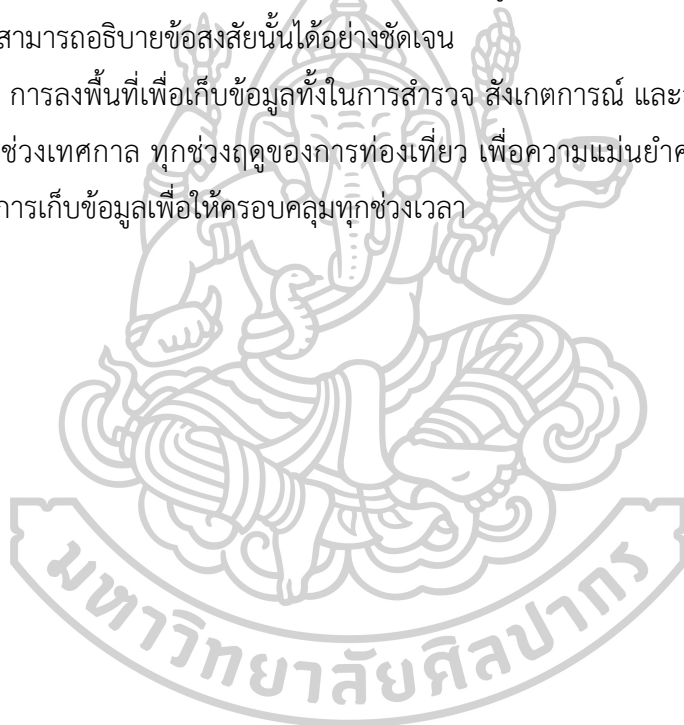 สามารถอธิบายข้อสงสัยนั้นได้อย่างชัดเจน
การลงพื้นที่เพื่อเก็บข้อมูลทั้งในการสำรวจ สังเกตการณ์ และ
ช่วงเทศกาล ทุกช่วงฤดูของการท่องเที่ยว เพื่อความแม่นยำ
การเก็บข้อมูลเพื่อให้ครอบคลุมทุกช่วงเวลา
มหาวิทยาลัยศิลปากร